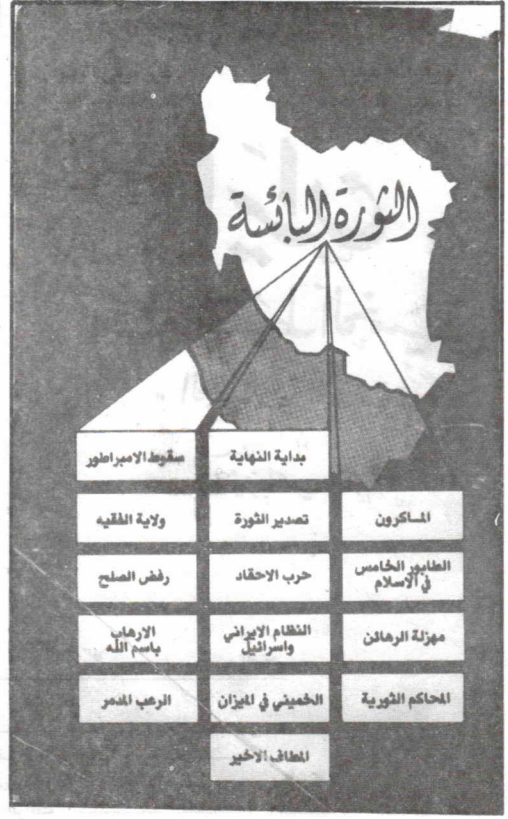 الثورة البائسة
بداية النهاية
سقوط الامبراطور
الماكرون
تصدير الثورة
ولاية الفقيه
الطابور الخامس
في الاسلام
حرب الاحقاد
رفض الصلح
مهزلة الرهائن
النظام الايراني
واسرائيل
الارهاب
باسم الله
المحاكم الثورية
الخميني في الميزان
الرعب المدمر
المطاف الاخير